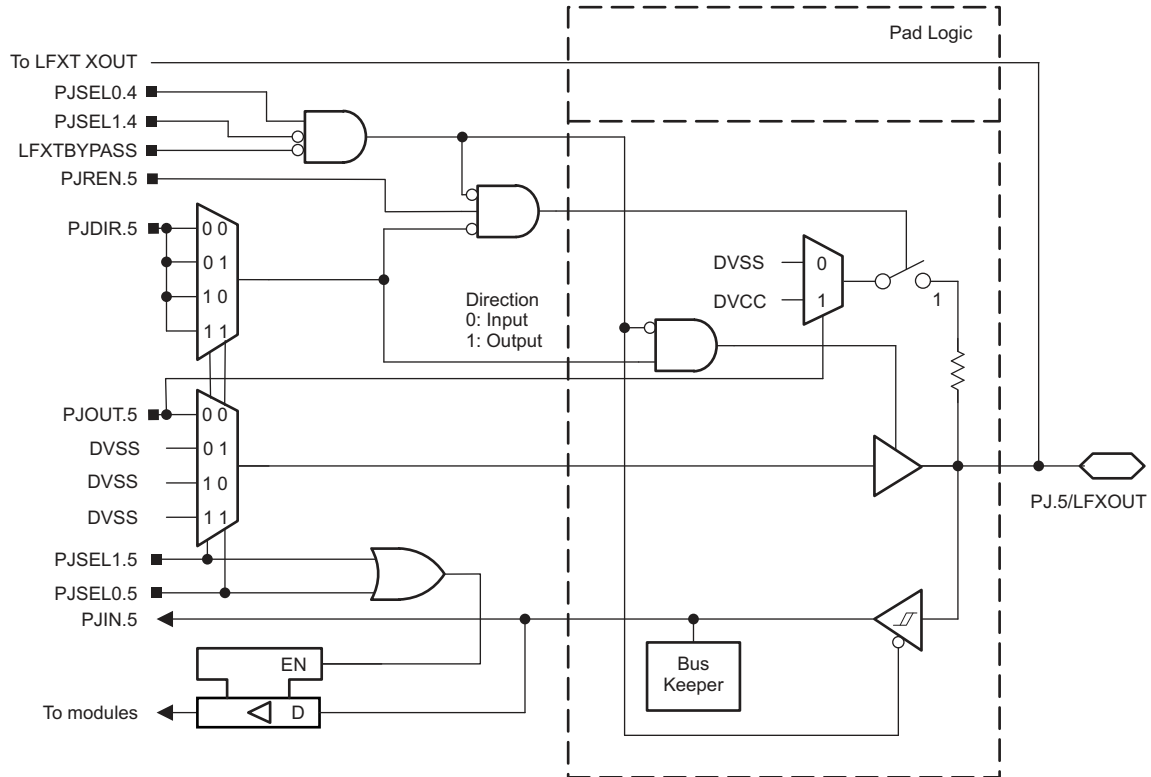 Pad Logic
To LFXT XOUT
PJSEL0.4
PJSEL1.4
LFXTBYPASS
PJREN.5
PJDIR.5
0 0
0 1
1 0
1 1
Direction
0: Input
1: Output
DVSS
0
DVCC
1
1
PJOUT.5
0 0
DVSS
0 1
DVSS
1 0
DVSS
1 1
PJ.5/LFXOUT
PJSEL1.5
PJSEL0.5
PJIN.5
EN
Bus
Keeper
To modules
D